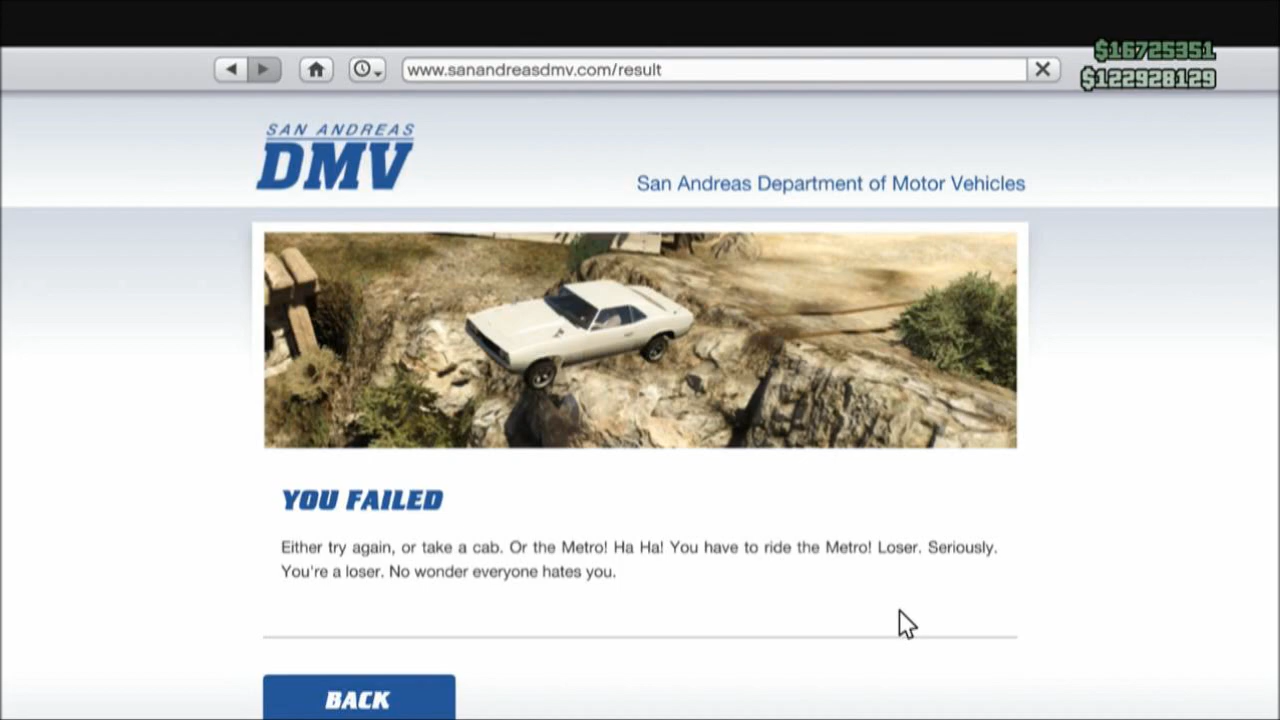 www.sanandreasdmv.com/result
$16725351
$122928129
SAN ANDREAS
DMV
San Andreas Department of Motor Vehicles
YOU FAILED
Either try again, or take a cab. Or the Metro! Ha Ha! You have to ride the Metro! Loser. Seriously.
You're a loser. No wonder everyone hates you.
BACK